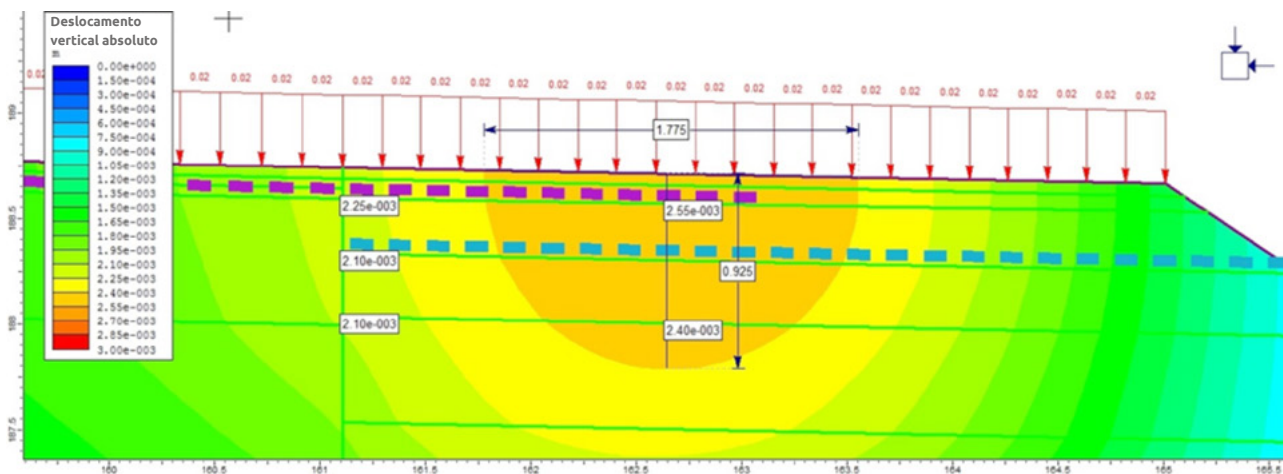 Deslocamento
vertical absoluto
m
0.00e+000
1.50e-004
3.00e-004
4.50e-004
6.00e-004
7.50e-004
9.00e-004
1.05e-003
1.20e-003
1.35e-003
1.50e-003
1.65e-003
1.80e-003
1.95e-003
2.10e-003
2.25e-003
2.40e-003
2.55e-003
2.70e-003
2.85e-003
3.00e-003
0.02 0.02 0.02 0.02 0.02 0.02 0.02 0.02 0.02 0.02 0.02 0.02 0.02 0.02 0.02 0.02 0.02 0.02 0.02 0.02 0.02 0.02 0.02 0.02 0.02
1.775
2.25e-003
2.55e-003
2.10e-003
0.925
2.10e-003
2.40e-003
189
188.5
188
187.5
160 160.5 161 161.5 162 162.5 163 163.5 164 164.5 165